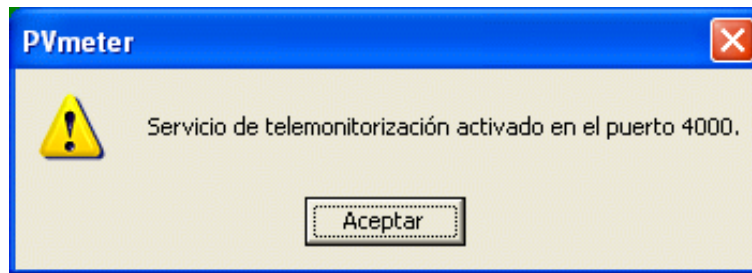 PVmeter
Servicio de telemonitorización activado en el puerto 4000.
Aceptar